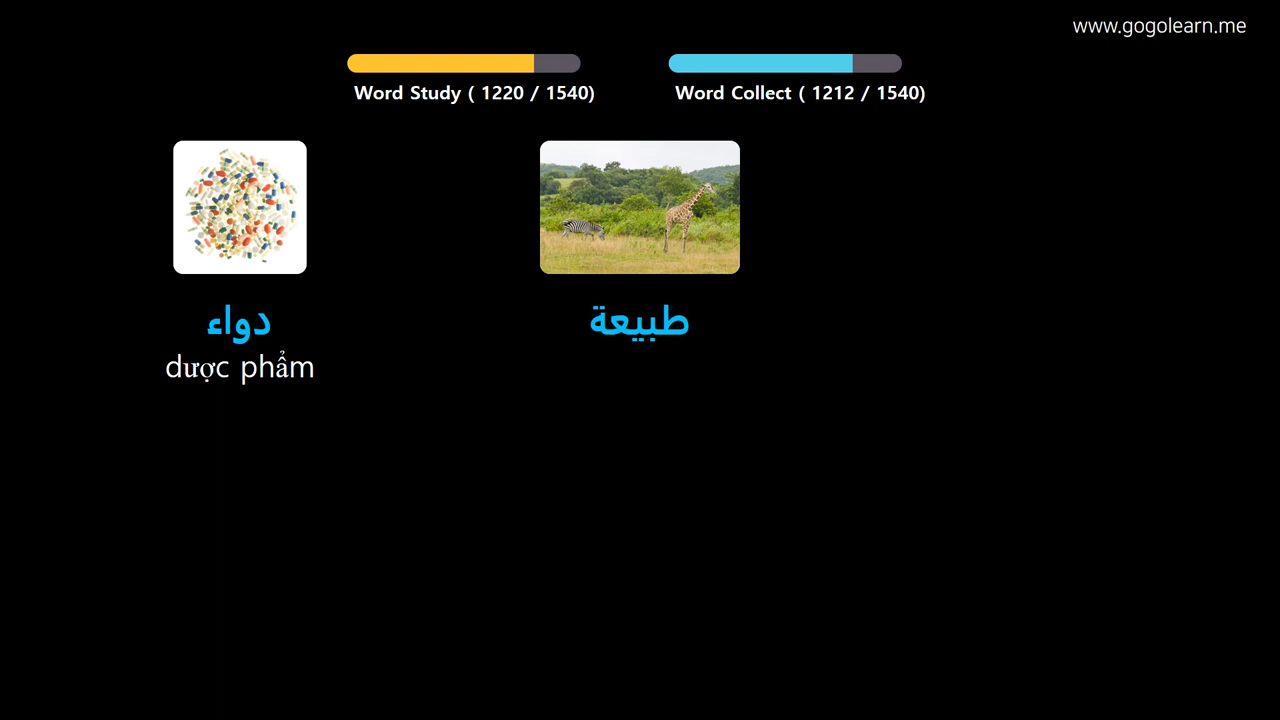 www.gogolearn.me
Word Study ( 1220 / 1540)
Word Collect ( 1212 / 1540)
دواء
dược phẩm
طبيعة